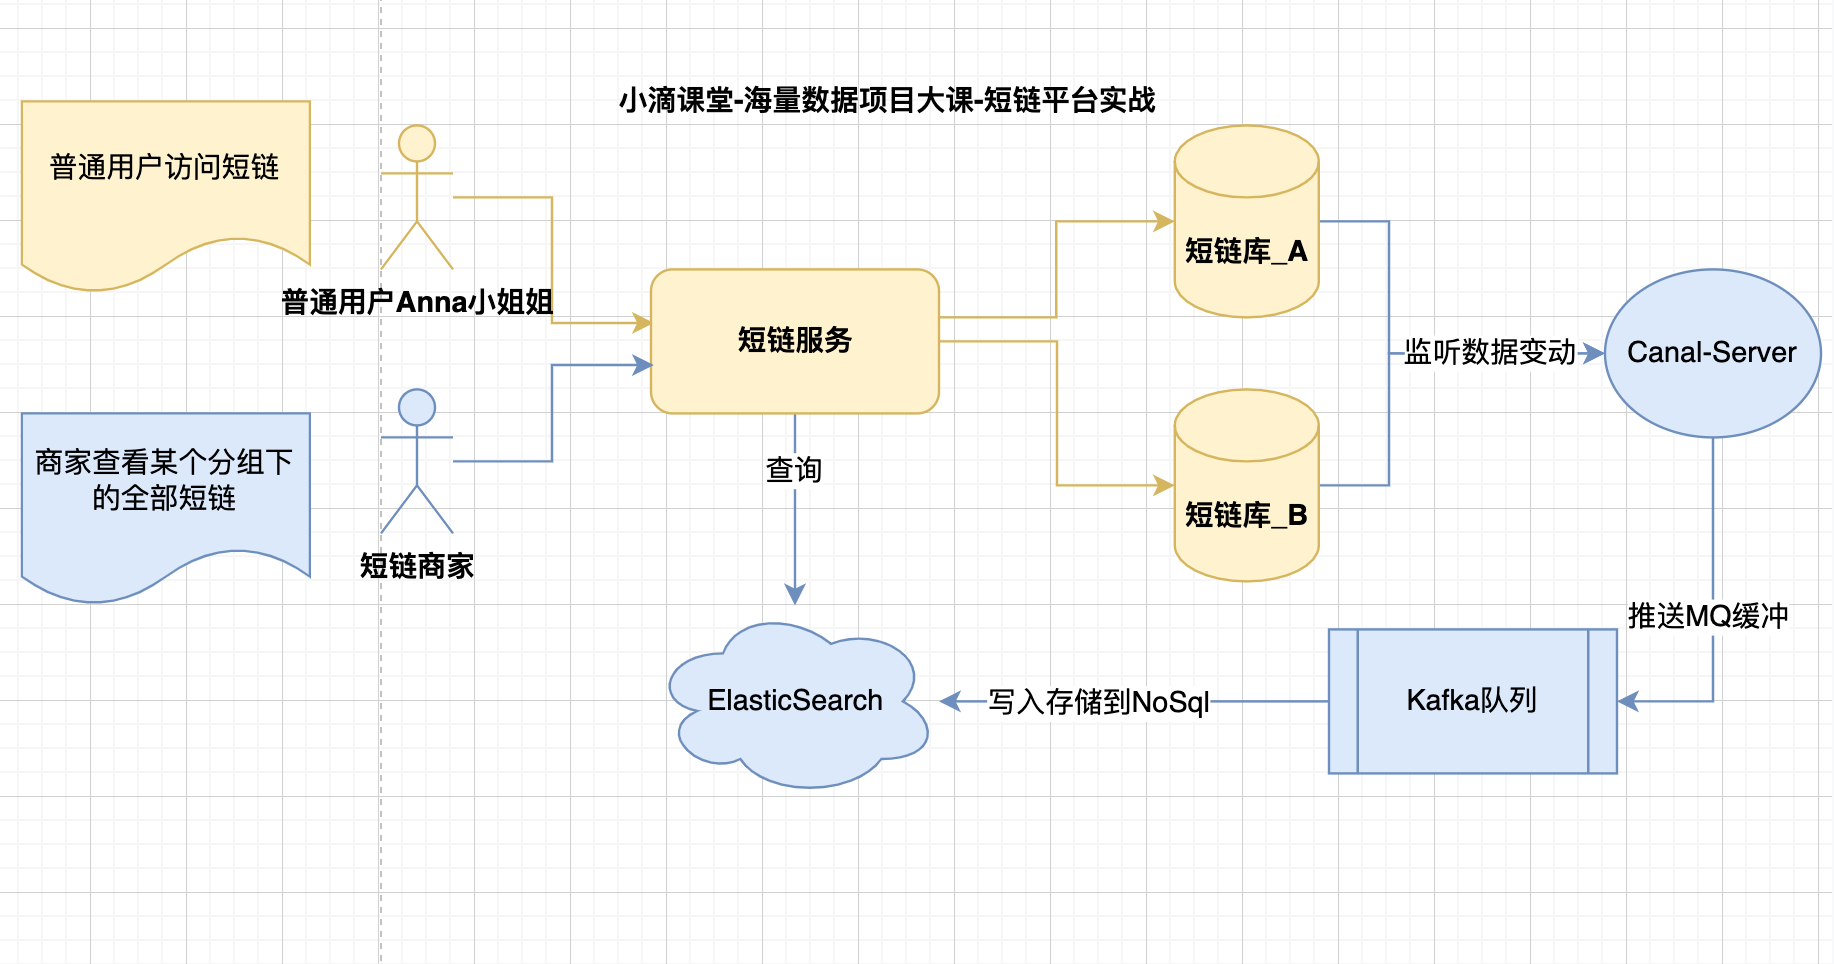 小滴课堂-海量数据项目大课-短链平台实战
普通用户访问短链
普通用户Anna小姐姐
短链服务
短链库_A
监听数据变动
Canal-Server
商家查看某个分组下
的全部短链
短链商家
查询
短链库_B
推送MQ缓冲
ElasticSearch
写入存储到NoSql
Kafka队列